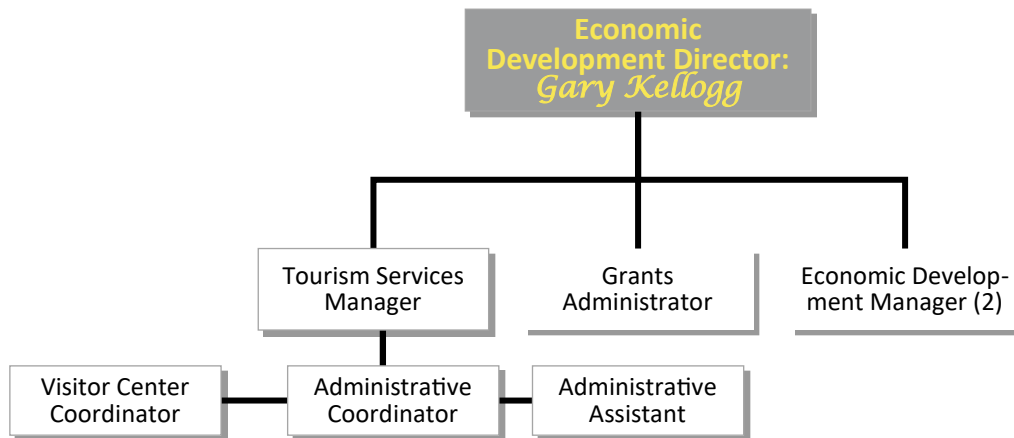 Economic
Development Director:
Gary Kellogg
Tourism Services
Manager
Grants
Administrator
Economic Develop-
ment Manager (2)
Visitor Center
Coordinator
Administrative
Coordinator
Administrative
Assistant